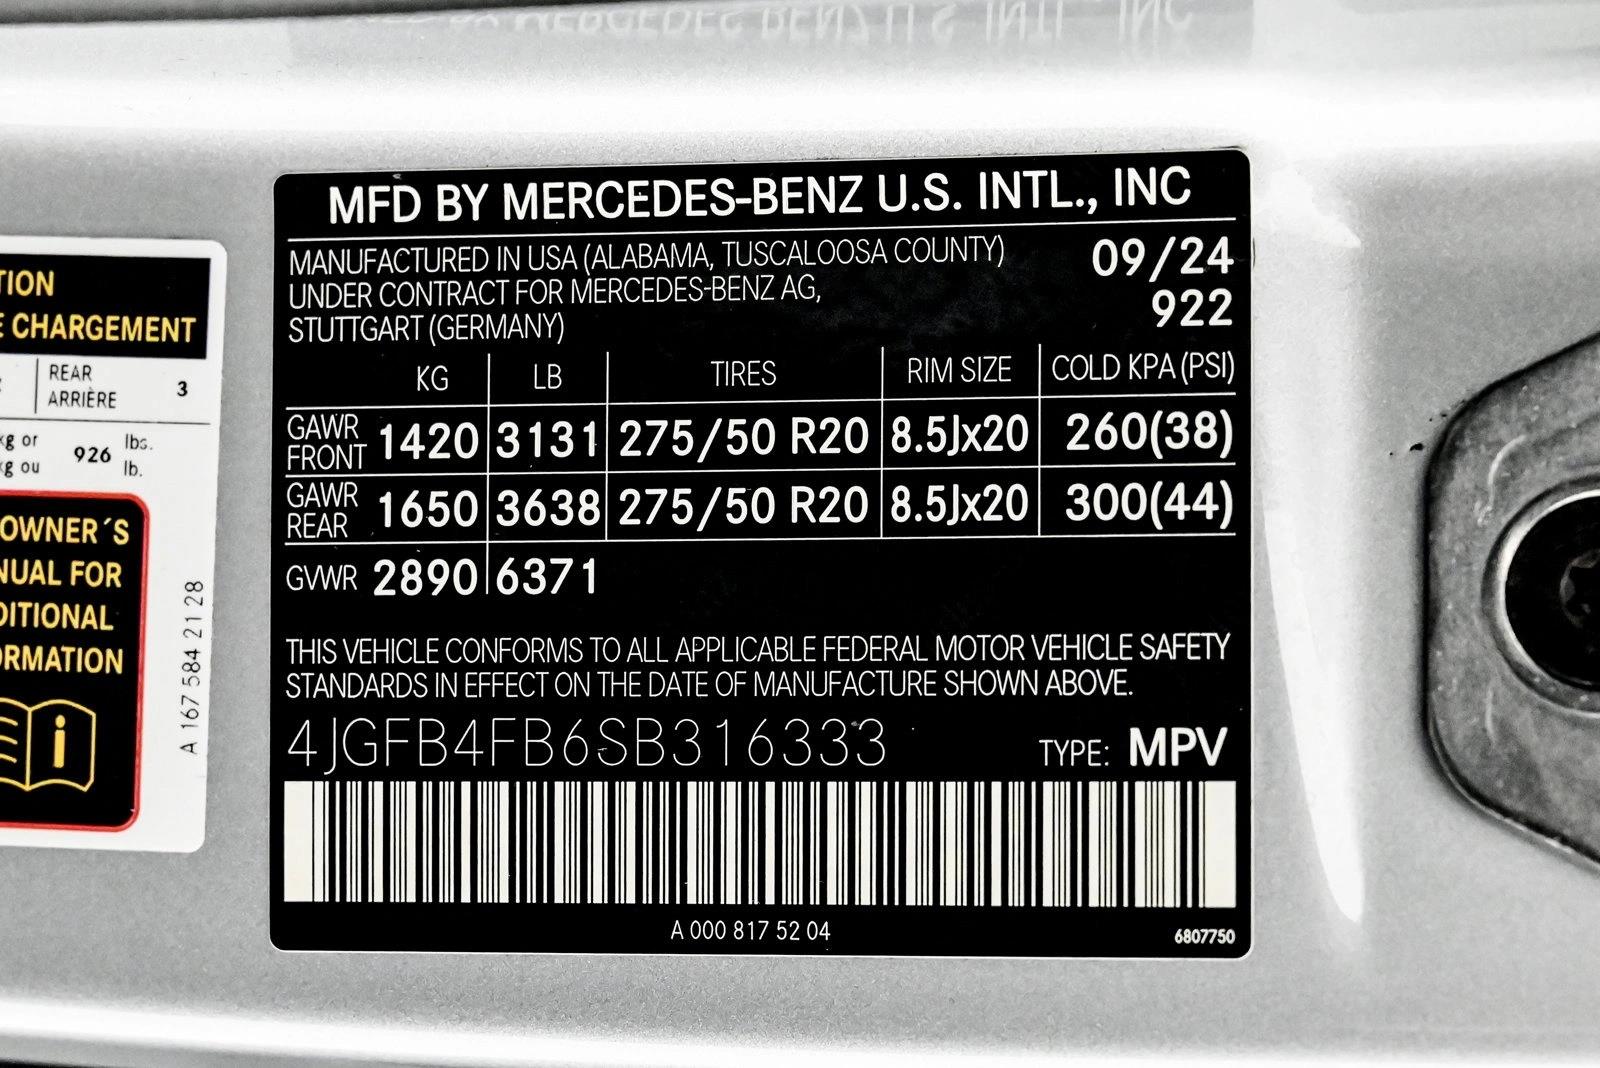 MFD BY MERCEDES-BENZ U.S. INTL., INC
MANUFACTURED IN USA (ALABAMA, TUSCALOOSA COUNTY)
UNDER CONTRACT FOR MERCEDES-BENZ AG,
STUTTGART (GERMANY)
09/24
922
KG LB TIRES RIM SIZE COLD KPA (PSI)
GAWR FRONT 1420 3131 275/50 R20 8.5Jx20 260(38)
GAWR REAR 1650 3638 275/50 R20 8.5Jx20 300(44)
GVWR 2890 6371
THIS VEHICLE CONFORMS TO ALL APPLICABLE FEDERAL MOTOR VEHICLE SAFETY
STANDARDS IN EFFECT ON THE DATE OF MANUFACTURE SHOWN ABOVE.
4JGFB4FB6SB316333 TYPE: MPV
A 000 817 52 04
6807750
CHARGEMENT
REAR
ARRIÈRE 3
kg or 926 lbs.
kg ou lb.
OWNER´S
FOR
A 167 584 21 28